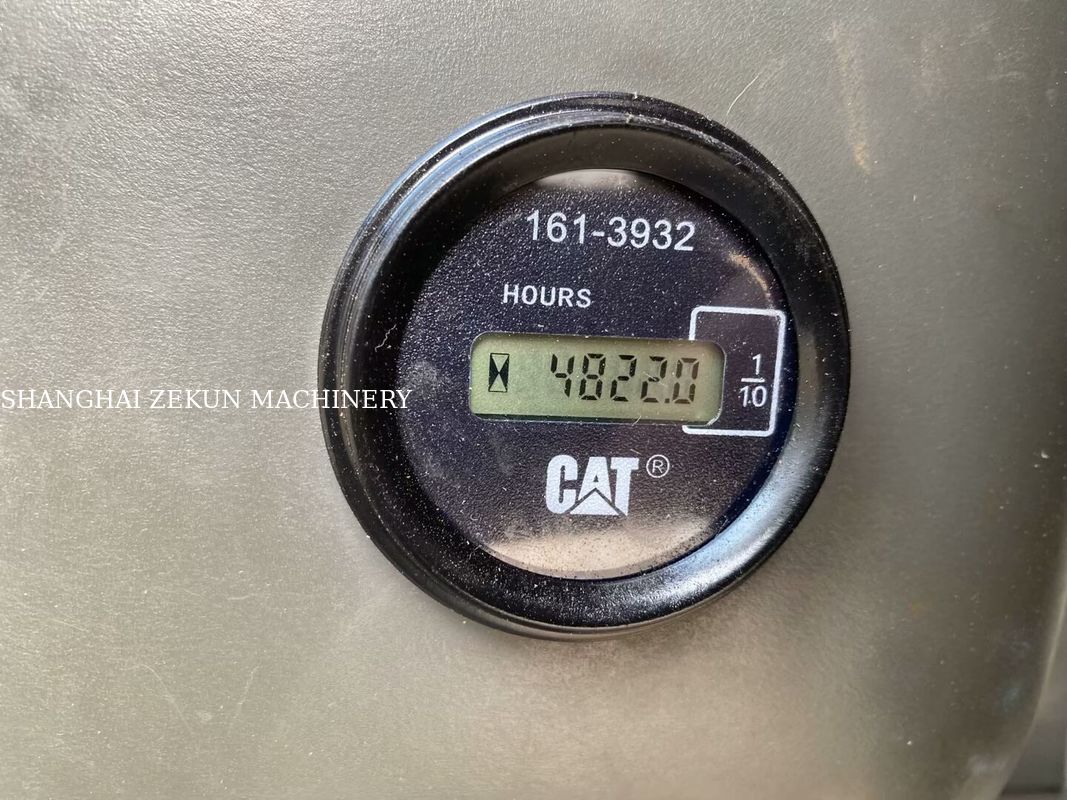 161-3932
HOURS
4822.0
1
10
SHANGHAI ZEKUN MACHINERY
CAT®